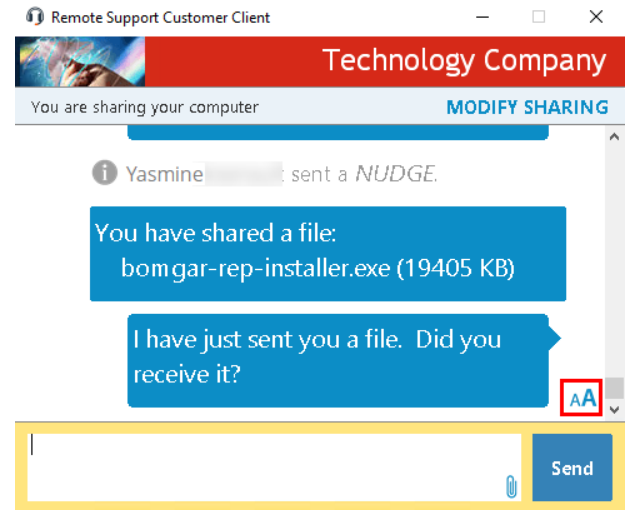 Remote Support Customer Client
Technology Company
You are sharing your computer MODIFY SHARING
Yasmine sent a NUDGE.
You have shared a file:
bomgar-rep-installer.exe (19405 KB)
I have just sent you a file. Did you
receive it?
AA
Send